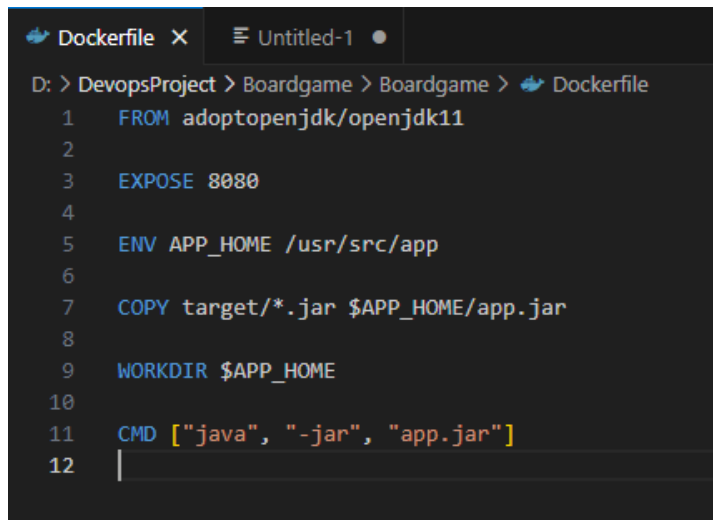 Dockerfile × Untitled-1 ●
D: > DevopsProject > Boardgame > Boardgame > Dockerfile
1 FROM adoptopenjdk/openjdk11
2
3 EXPOSE 8080
4
5 ENV APP_HOME /usr/src/app
6
7 COPY target/*.jar $APP_HOME/app.jar
8
9 WORKDIR $APP_HOME
10
11 CMD ["java", "-jar", "app.jar"]
12